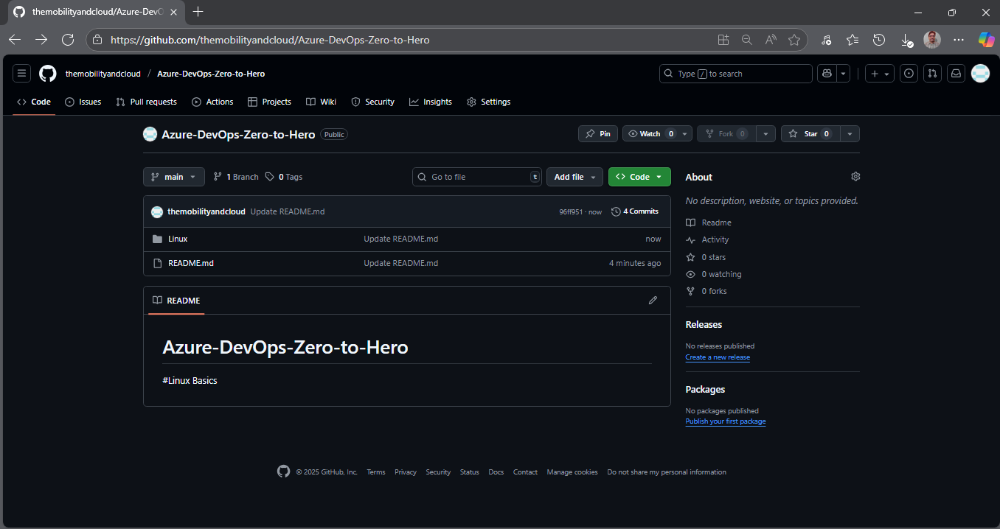 themobilityandcloud/Azure-DevO
https://github.com/themobilityandcloud/Azure-DevOps-Zero-to-Hero
themobilityandcloud / Azure-DevOps-Zero-to-Hero
Type / to search
Code Issues Pull requests Actions Projects Wiki Security Insights Settings
Azure-DevOps-Zero-to-Hero Public
Pin Watch 0 Fork 0 Star 0
main 1 Branch 0 Tags
Go to file t Add file Code
About
No description, website, or topics provided.
themobilityandcloud Update README.md 96ff951 · now 4 Commits
Linux Update README.md now
README.md Update README.md 4 minutes ago
Readme
Activity
0 stars
0 watching
0 forks
README
Azure-DevOps-Zero-to-Hero
#Linux Basics
Releases
No releases published
Create a new release
Packages
No packages published
Publish your first package
© 2025 GitHub, Inc. Terms Privacy Security Status Docs Contact Manage cookies Do not share my personal information